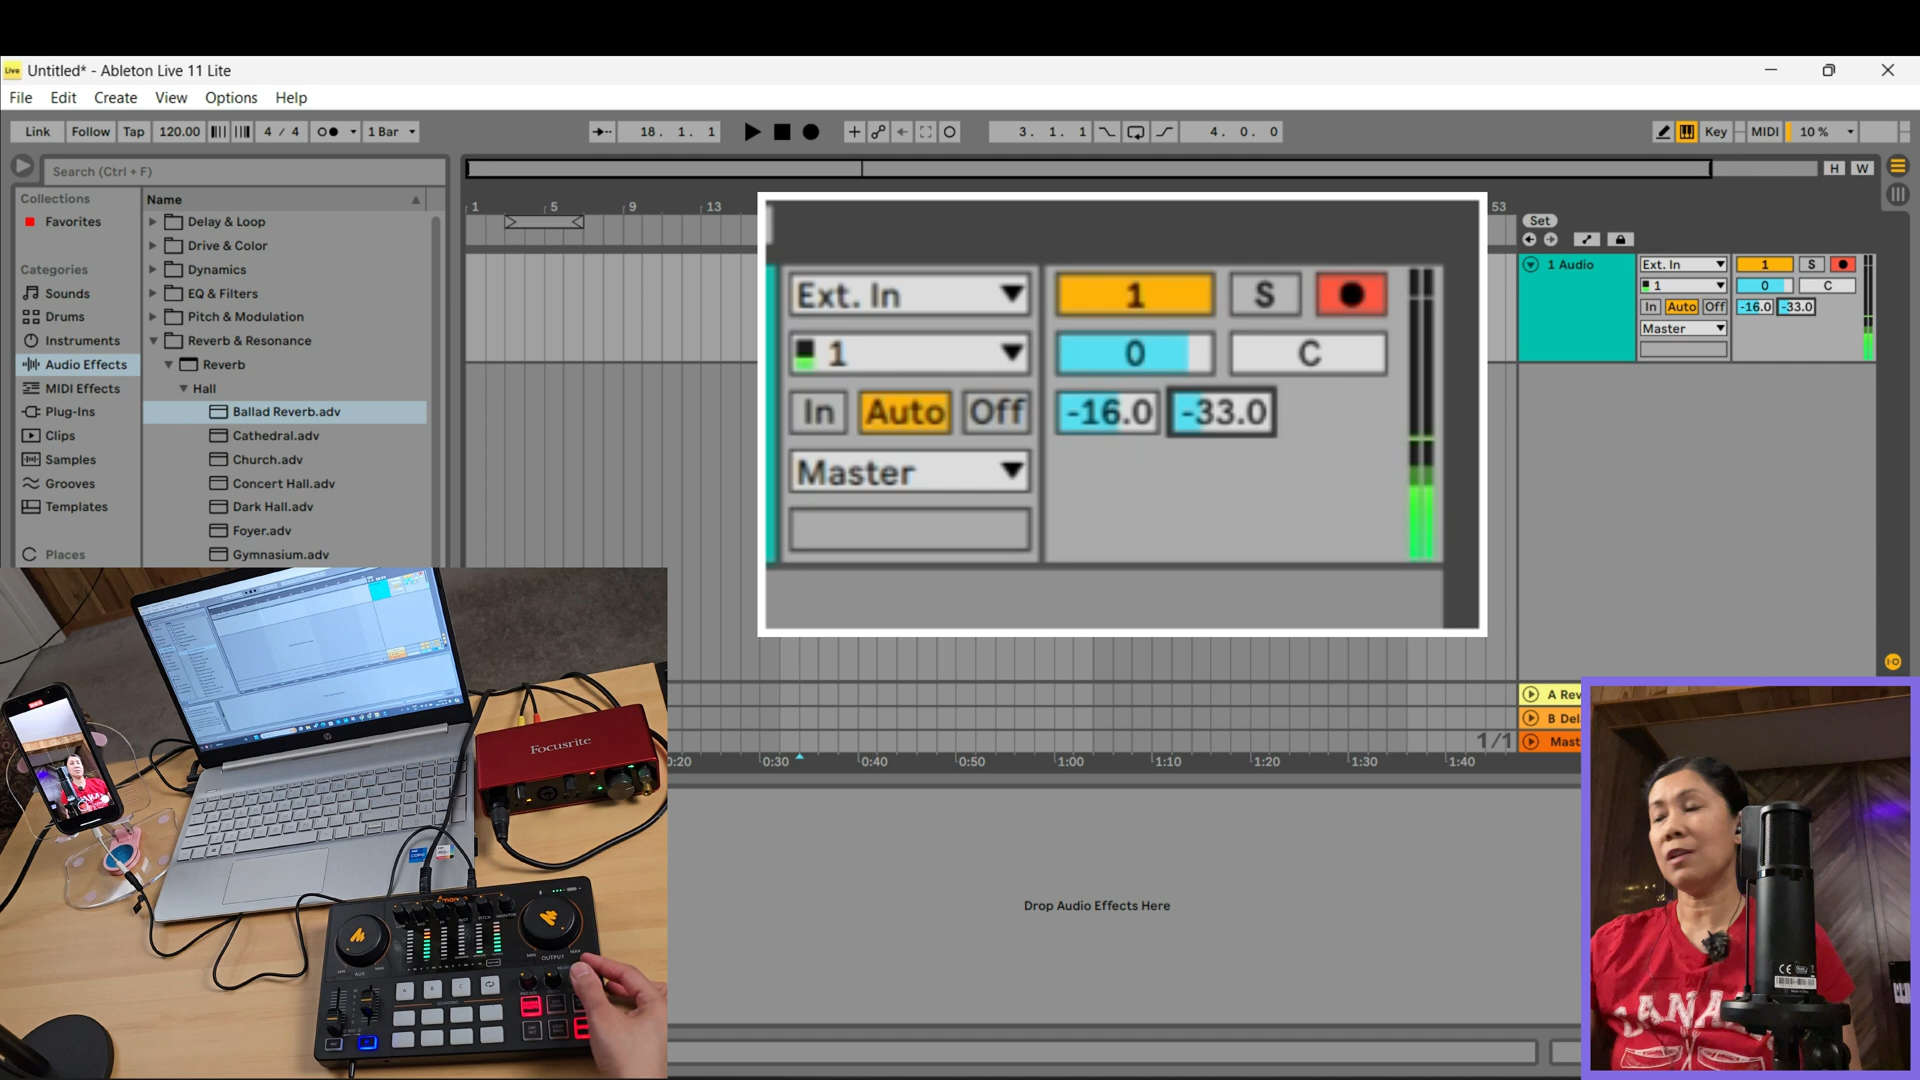 Untitled* - Ableton Live 11 Lite
File Edit Create View Options Help
Link Follow Tap 120.00 4 / 4 1 Bar 18. 1. 1 3. 1. 1 4. 0. 0 Key MIDI 10 %
Search (Ctrl + F)
H W
Collections
Favorites
Categories
Sounds
Drums
Instruments
Audio Effects
MIDI Effects
Plug-Ins
Clips
Samples
Grooves
Templates
Places
Name
Delay & Loop
Drive & Color
Dynamics
EQ & Filters
Pitch & Modulation
Reverb & Resonance
Reverb
Hall
Ballad Reverb.adv
Cathedral.adv
Church.adv
Concert Hall.adv
Dark Hall.adv
Foyer.adv
Gymnasium.adv
1 5 9 13 53
Set
Ext. In 1 S
1 0 C
In Auto Off -16.0 -33.0
Master
1 Audio Ext. In 1 S
1 0 C
In Auto Off -16.0 -33.0
Master
A Rev
B Del
1/1 Mast
0:20 0:30 0:40 0:50 1:00 1:10 1:20 1:30 1:40
Drop Audio Effects Here
Focusrite
OUTPUT
AUX
A B C
CE
CANA